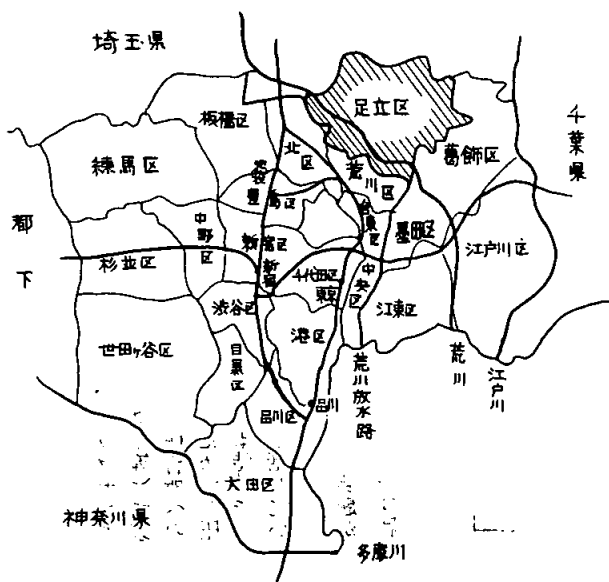 埼玉県
足立区
板橋区
千葉県
北区
葛飾区
練馬区
荒川区
池袋
豊島区
台東区
都下
中野区
墨田区
新宿区
江戸川区
杉並区
新宿
千代田区
東京
中央区
渋谷区
江東区
港区
世田ヶ谷区
目黒区
荒川放水路
荒川
江戸川
品川区
品川
大田区
神奈川県
多摩川